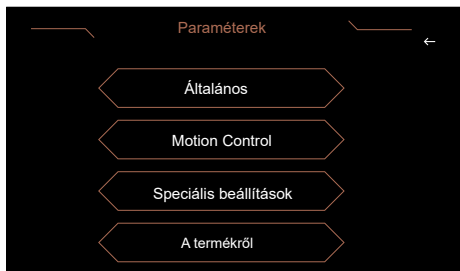 Paraméterek
Általános
Motion Control
Speciális beállítások
A termékről